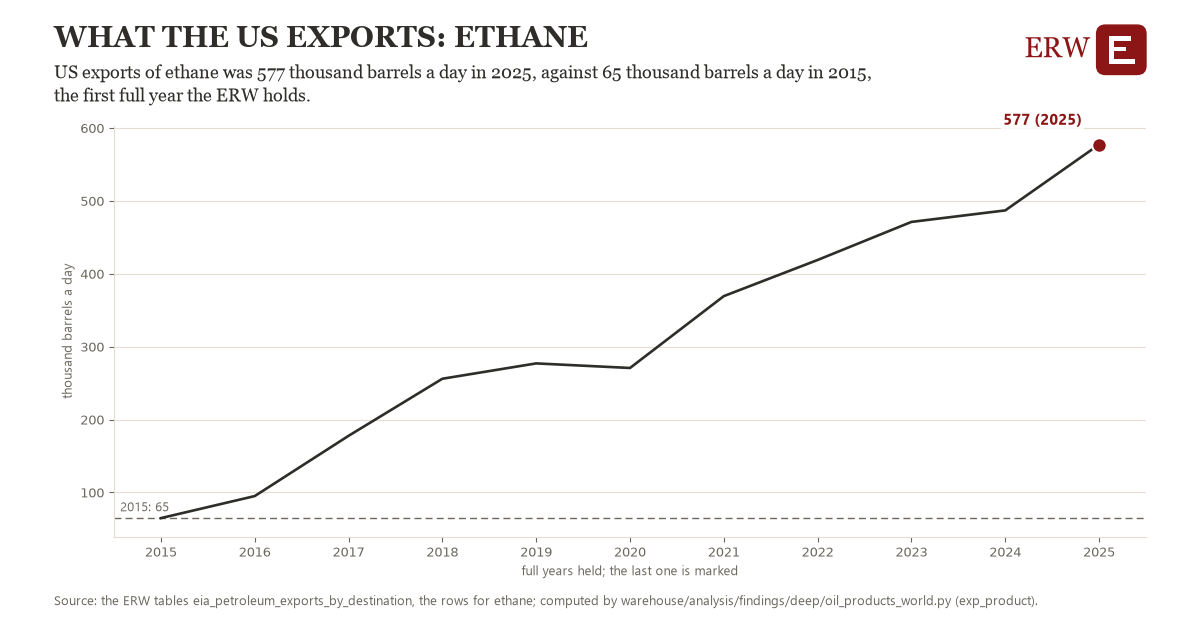 WHAT THE US EXPORTS: ETHANE
US exports of ethane was 577 thousand barrels a day in 2025, against 65 thousand barrels a day in 2015,
the first full year the ERW holds.
ERW E
577 (2025)
600
500
400
300
200
100
thousand barrels a day
2015: 65
2015 2016 2017 2018 2019 2020 2021 2022 2023 2024 2025
full years held; the last one is marked
Source: the ERW tables eia_petroleum_exports_by_destination, the rows for ethane; computed by warehouse/analysis/findings/deep/oil_products_world.py (exp_product).